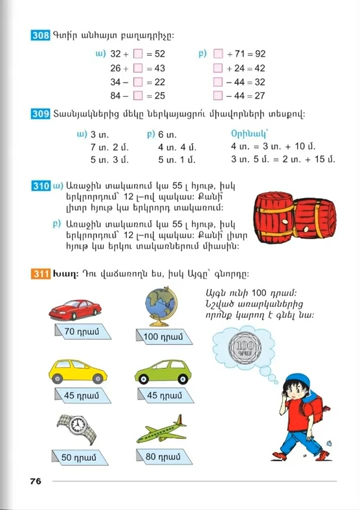 308 Գտի՛ր անհայտ բաղադրիչը:
ա) 32 + □ = 52
26 + □ = 43
34 – □ = 22
84 – □ = 25
բ) □ + 71 = 92
□ + 24 = 42
□ – 44 = 32
□ – 44 = 27
309 Տասնյակներից մեկը ներկայացրո՛ւ միավորների տեսքով:
ա) 3 տ.
7 տ. 2 մ.
5 տ. 3 մ.
բ) 6 տ.
4 տ. 4 մ.
5 տ. 1 մ.
Օրինակ՝
4 տ. = 3 տ. + 10 մ.
3 տ. 5 մ. = 2 տ. + 15 մ.
310 ա) Առաջին տակառում կա 55 լ հյութ, իսկ
երկրորդում՝ 12 լ–ով պակաս: Քանի՞
լիտր հյութ կա երկրորդ տակառում:
բ) Առաջին տակառում կա 55 լ հյութ, իսկ
երկրորդում՝ 12 լ–ով պակաս: Քանի՞ լիտր
հյութ կա երկու տակառներում միասին:
311 Խաղ: Դու վաճառողն ես, իսկ Այգը՝ գնորդը:
Այգն ունի 100 դրամ:
Նշված առարկաներից
որո՞նք կարող է գնել նա:
70 դրամ
100 դրամ
45 դրամ
45 դրամ
50 դրամ
80 դրամ
100
76